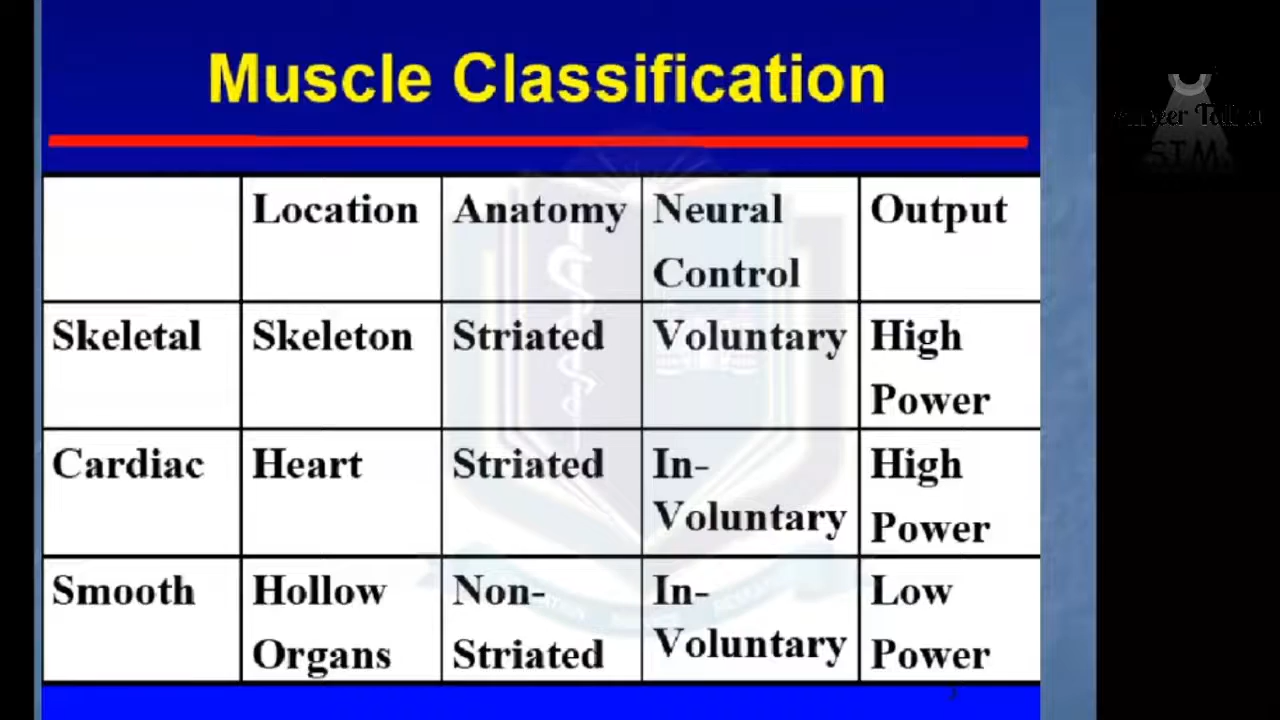 Muscle Classification
Location Anatomy Neural Control Output
Skeletal Skeleton Striated Voluntary High Power
Cardiac Heart Striated In-Voluntary High Power
Smooth Hollow Organs Non-Striated In-Voluntary Low Power